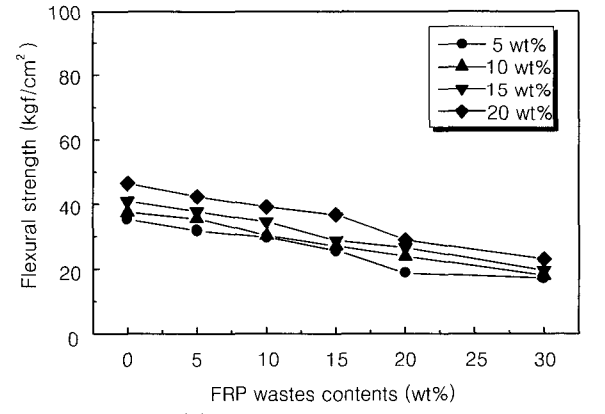 Flexural strength (kgf/cm²)
100
80
60
40
20
0
5 wt%
10 wt%
15 wt%
20 wt%
0 5 10 15 20 25 30
FRP wastes contents (wt%)